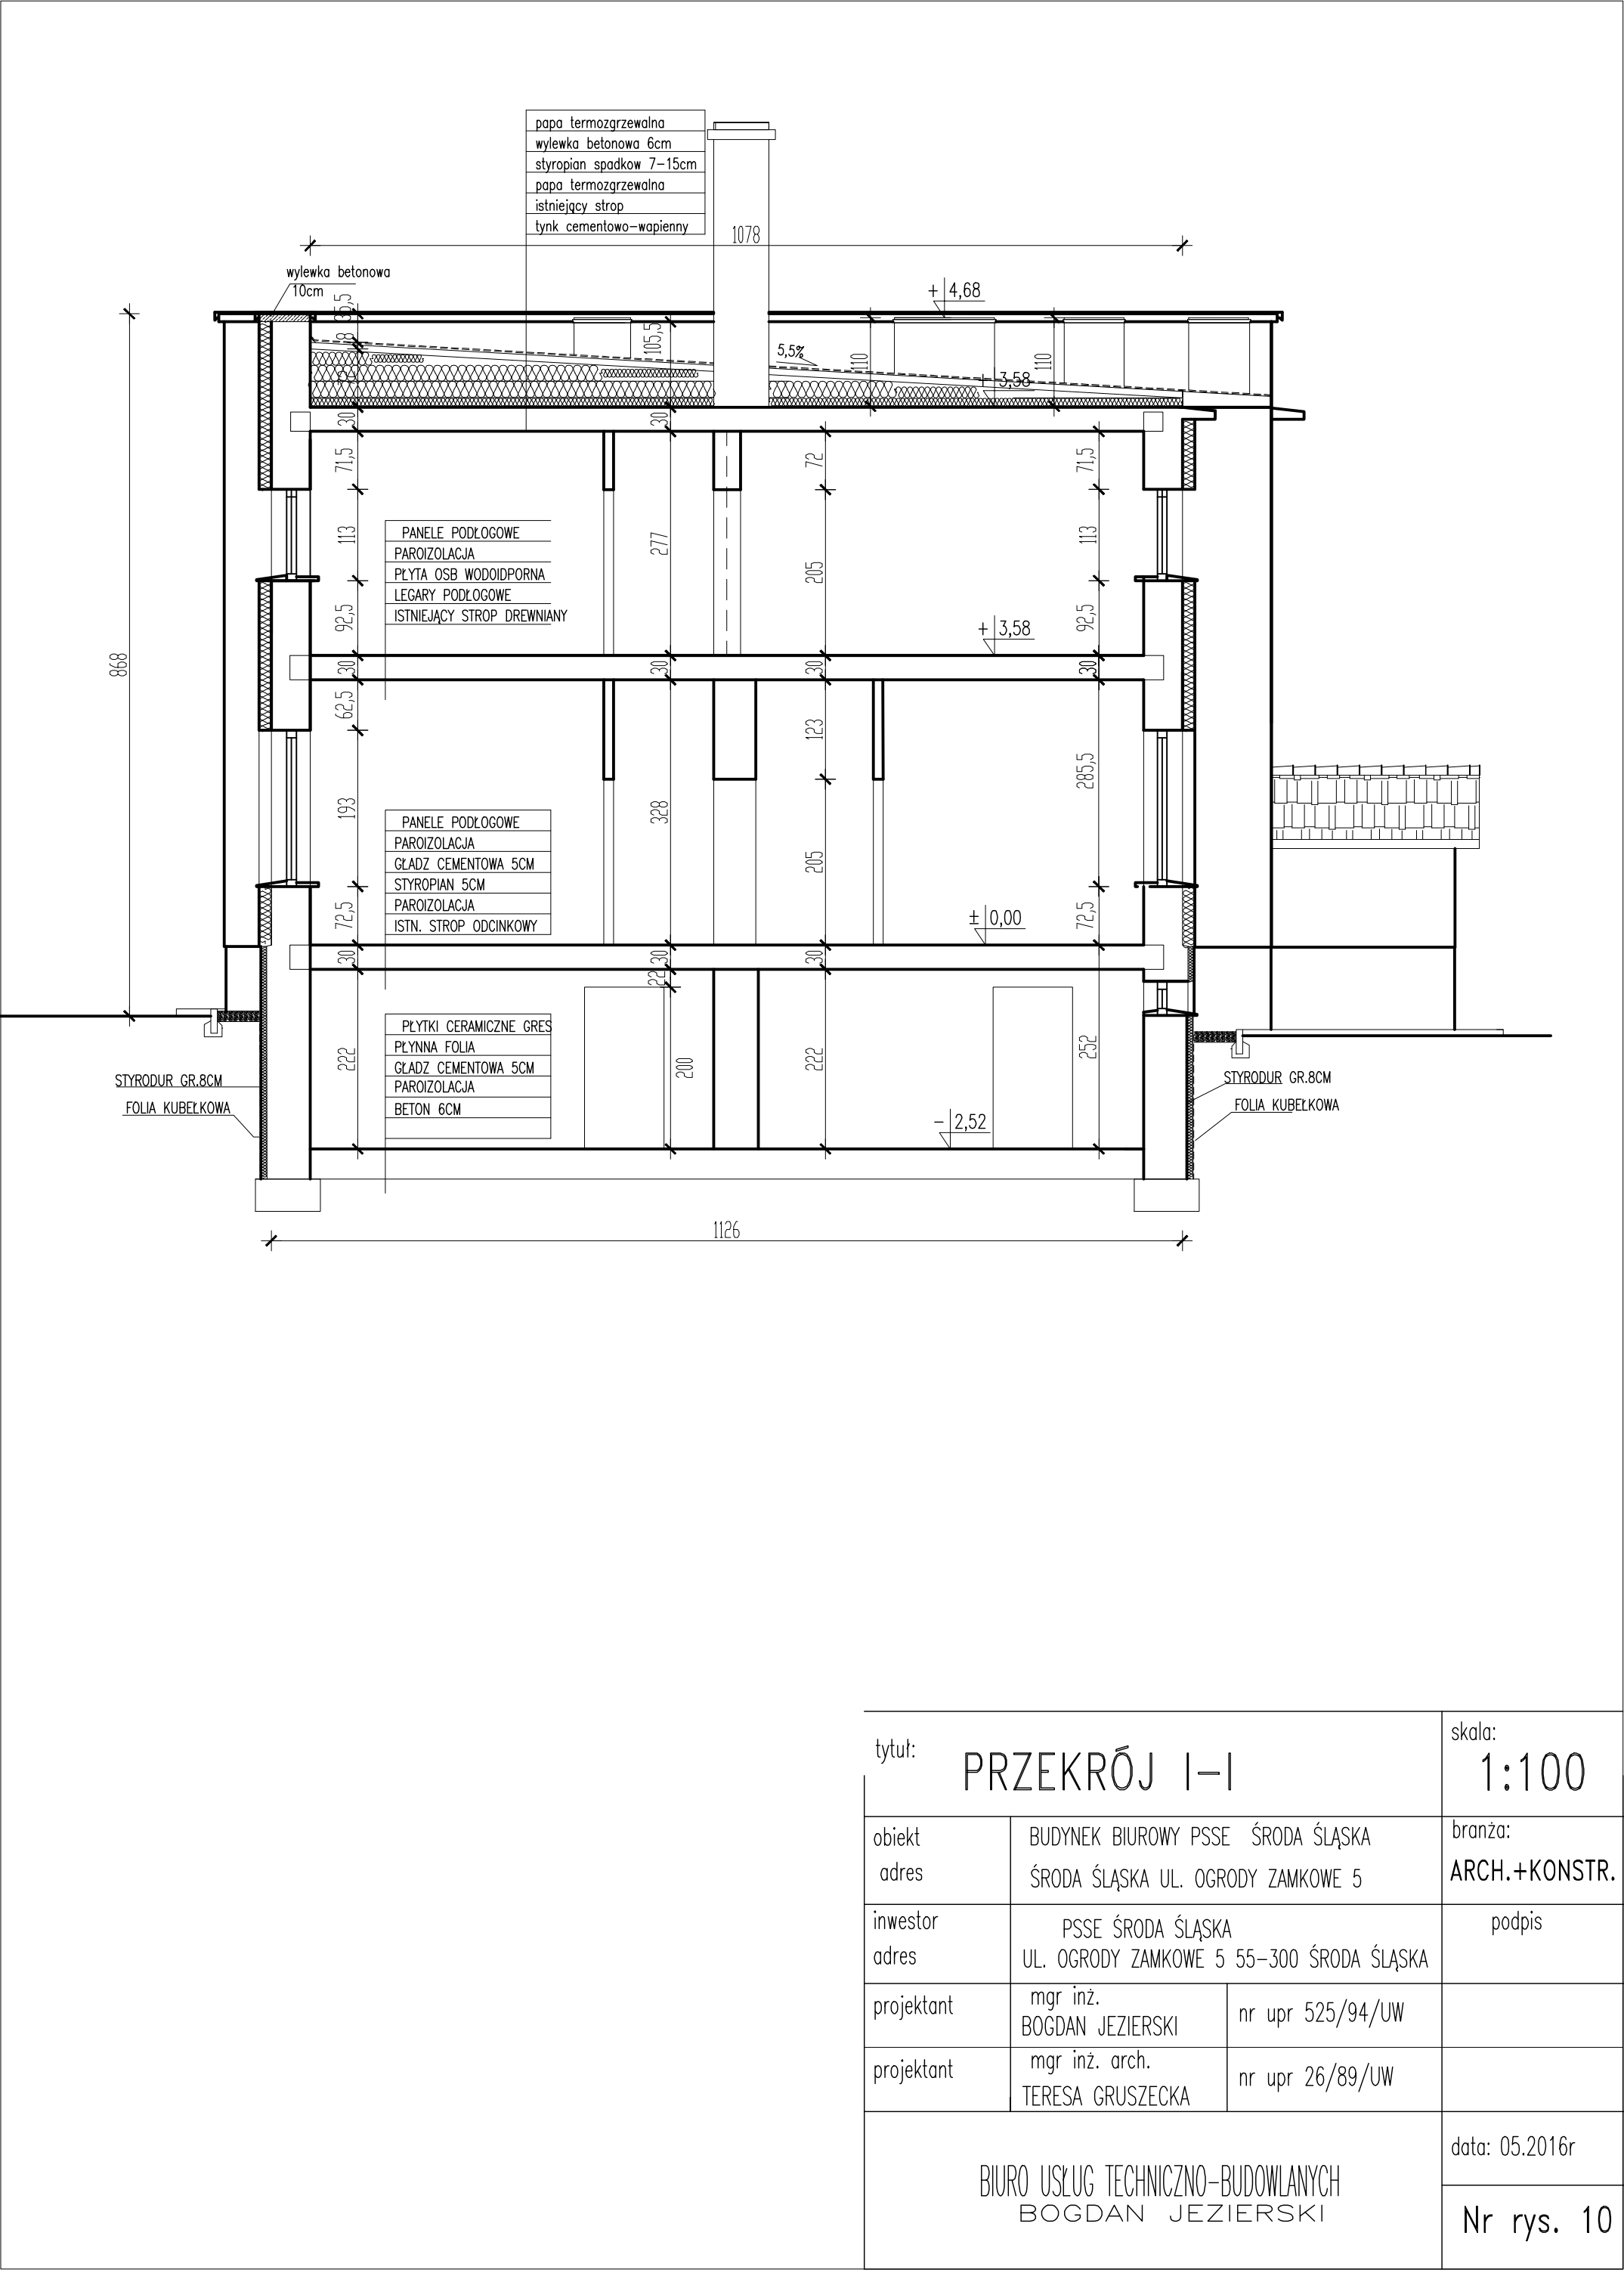 papa termozgrzewalna
wylewka betonowa 6cm
styropian spadkow 7-15cm
papa termozgrzewalna
istniejący strop
tynk cementowo-wapienny
1078
wylewka betonowa
10cm
+ 4,68
35,5
8
72
105,5
5,5%
110
110
+ 3,58
30
30
71,5
72
71,5
PANELE PODŁOGOWE
PAROIZOLACJA
PŁYTA OSB WODOIDPORNA
LEGARY PODŁOGOWE
ISTNIEJĄCY STROP DREWNIANY
113
277
205
113
92,5
92,5
+ 3,58
868
30
30
30
30
62,5
123
285,5
193
328
205
PANELE PODŁOGOWE
PAROIZOLACJA
GŁADZ CEMENTOWA 5CM
STYROPIAN 5CM
PAROIZOLACJA
ISTN. STROP ODCINKOWY
72,5
72,5
± 0,00
30
30
30
22
PŁYTKI CERAMICZNE GRES
PŁYNNA FOLIA
GŁADZ CEMENTOWA 5CM
PAROIZOLACJA
BETON 6CM
222
200
222
252
STYRODUR GR.8CM
FOLIA KUBEŁKOWA
STYRODUR GR.8CM
FOLIA KUBEŁKOWA
- 2,52
1126
tytuł:
PRZEKRÓJ I-I
skala:
1:100
obiekt
adres
BUDYNEK BIUROWY PSSE ŚRODA ŚLĄSKA
ŚRODA ŚLĄSKA UL. OGRODY ZAMKOWE 5
branża:
ARCH.+KONSTR.
inwestor
adres
PSSE ŚRODA ŚLĄSKA
UL. OGRODY ZAMKOWE 5 55-300 ŚRODA ŚLĄSKA
podpis
projektant
mgr inż.
BOGDAN JEZIERSKI
nr upr 525/94/UW
projektant
mgr inż. arch.
TERESA GRUSZECKA
nr upr 26/89/UW
BIURO USŁUG TECHNICZNO-BUDOWLANYCH
BOGDAN JEZIERSKI
data: 05.2016r
Nr rys. 10